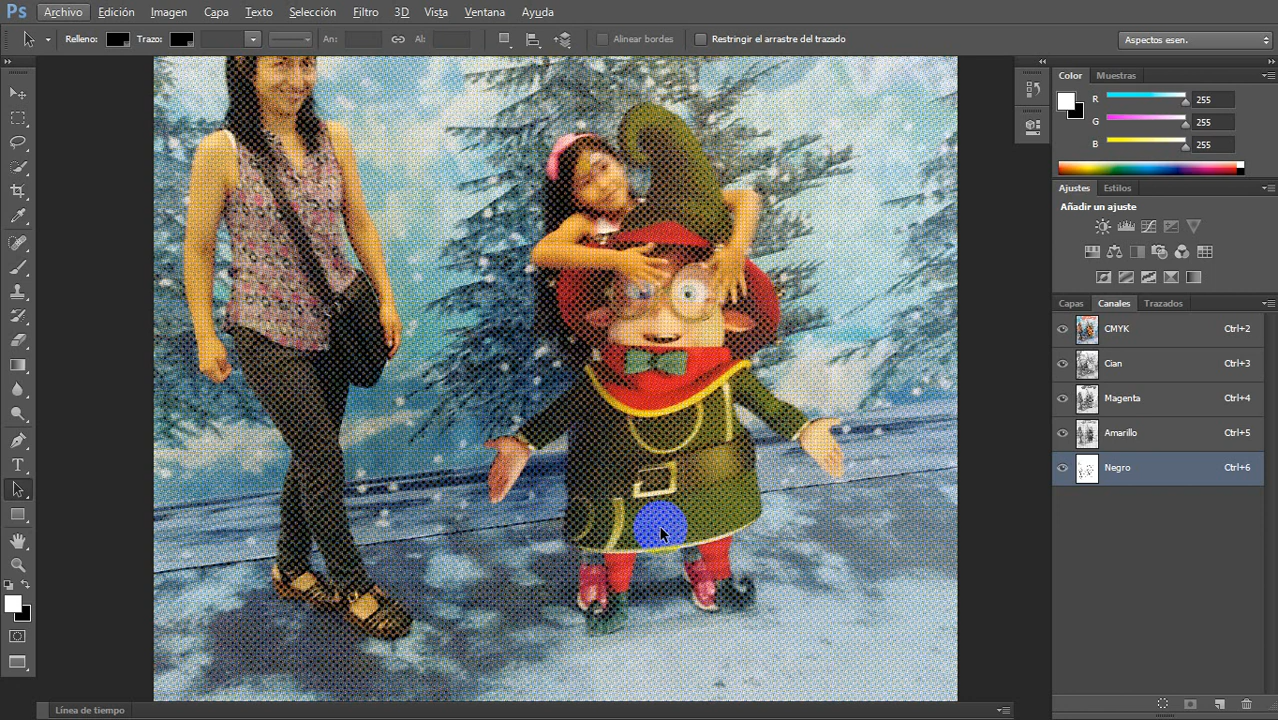 Ps Archivo Edición Imagen Capa Texto Selección Filtro 3D Vista Ventana Ayuda
Relleno: Trazo: An: Al: Alinear bordes Restringir el arrastre del trazado Aspectos esen.
Color Muestras
R 255
G 255
B 255
Ajustes Estilos
Añadir un ajuste
Capas Canales Trazados
CMYK Ctrl+2
Cian Ctrl+3
Magenta Ctrl+4
Amarillo Ctrl+5
Negro Ctrl+6
Línea de tiempo